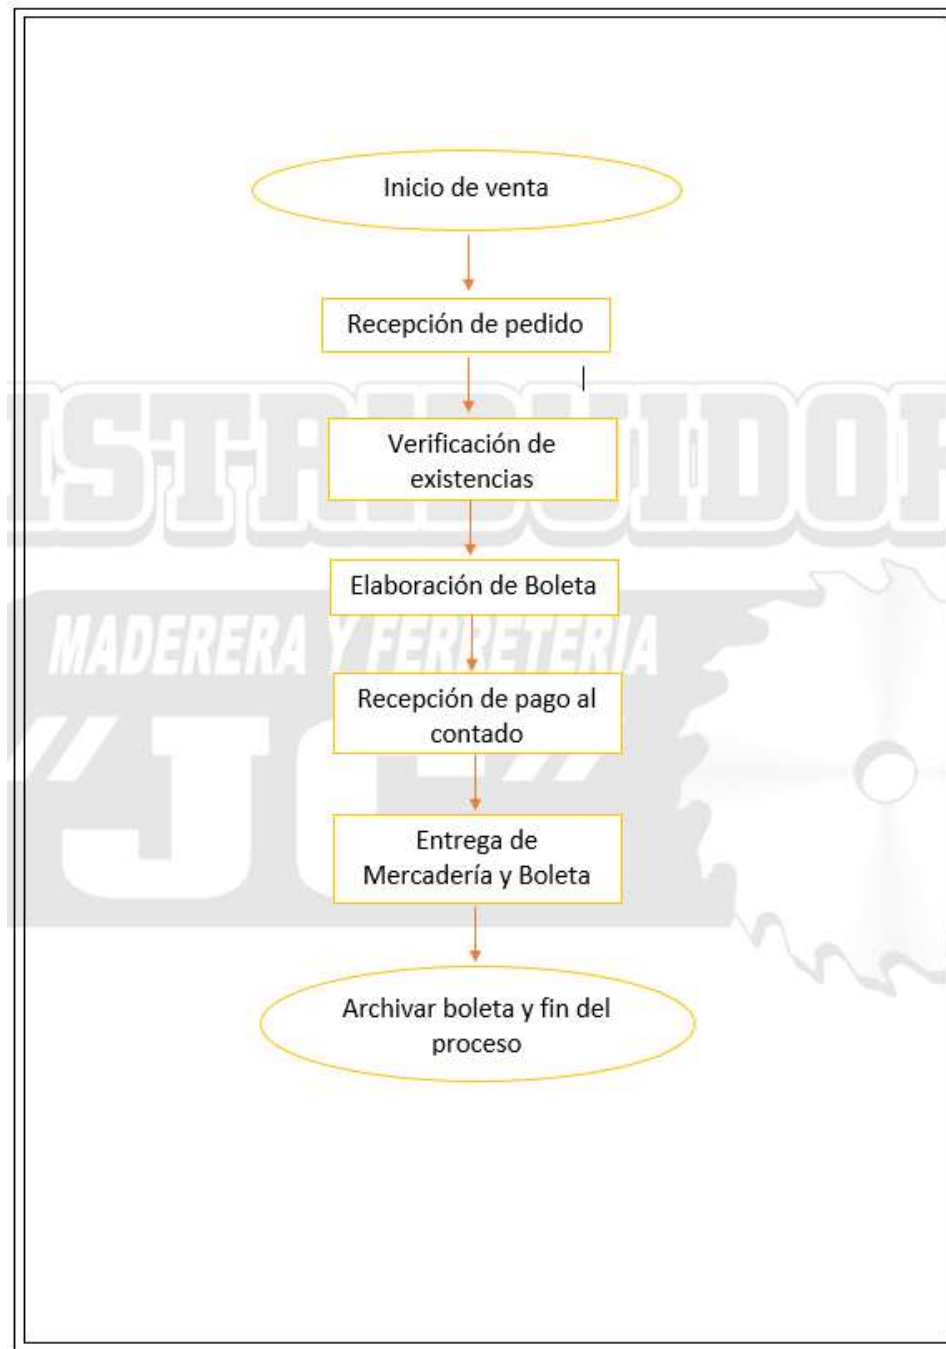 Inicio de venta
Recepción de pedido
Verificación de
existencias
Elaboración de Boleta
Recepción de pago al
contado
Entrega de
Mercadería y Boleta
Archivar boleta y fin del
proceso
MADERERA Y FERRETERIA